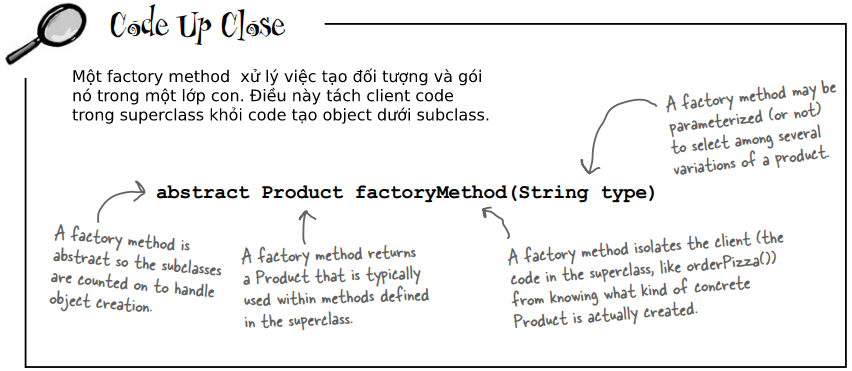 Code Up Close
Một factory method  xử lý việc tạo đối tượng và gói
nó trong một lớp con. Điều này tách client code
trong superclass khỏi code tạo object dưới subclass.
A factory method may be
parameterized (or not)
to select among several
variations of a product.
abstract Product factoryMethod(String type)
A factory method is
abstract so the subclasses
are counted on to handle
object creation.
A factory method returns
a Product that is typically
used within methods defined
in the superclass.
A factory method isolates the client (the
code in the superclass, like orderPizza())
from knowing what kind of concrete
Product is actually created.